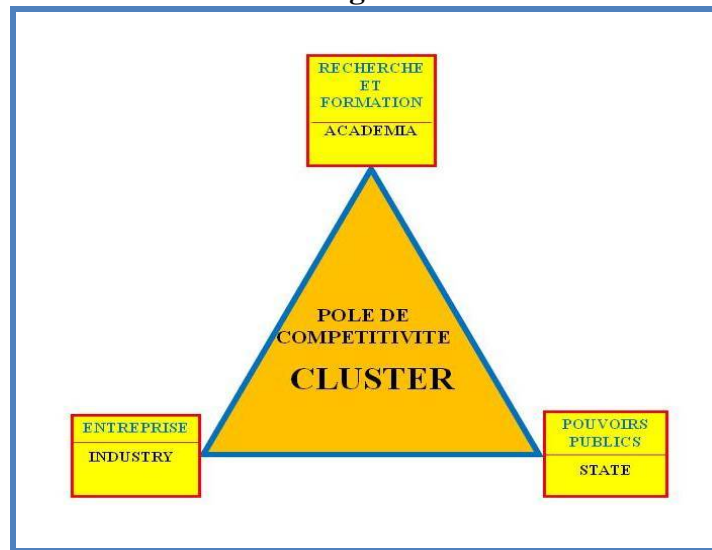 RECHERCHE
ET
FORMATION
ACADEMIA
POLE DE
COMPETITIVITE
CLUSTER
ENTREPRISE
INDUSTRY
POUVOIRS
PUBLICS
STATE